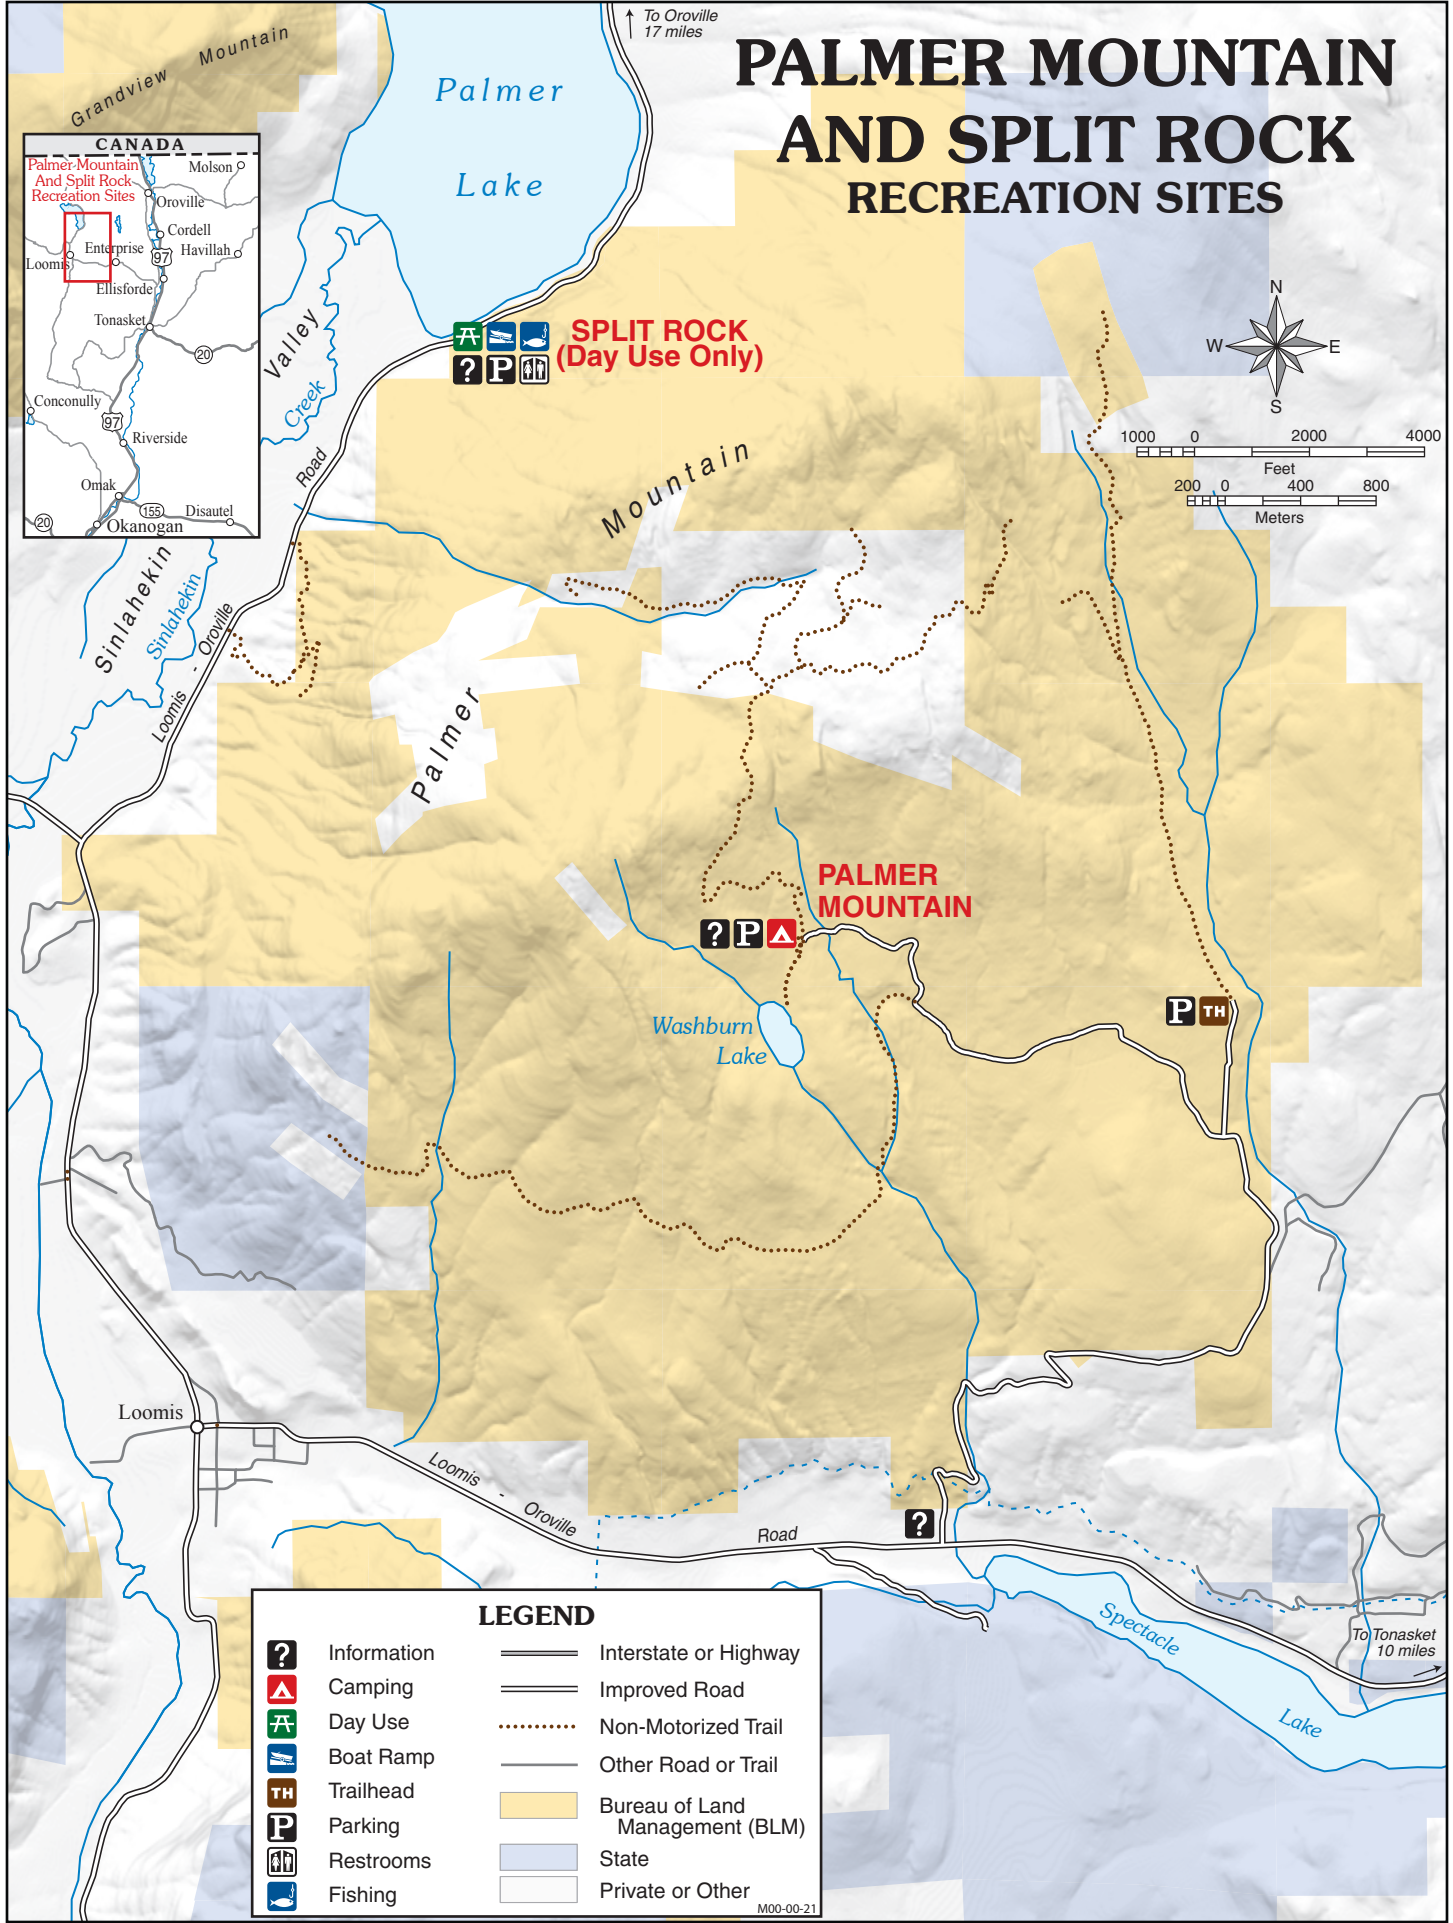 To Oroville
17 miles
PALMER MOUNTAIN
AND SPLIT ROCK
RECREATION SITES
Grandview Mountain
Palmer
Lake
CANADA
Palmer Mountain
And Split Rock
Recreation Sites
Molson
Oroville
Cordell
Enterprise
97
Havillah
Loomis
Ellisforde
Tonasket
20
Conconully
97
Riverside
Omak
155
Disautel
20
Okanogan
SPLIT ROCK
(Day Use Only)
? P
N
W E
S
1000 0 2000 4000
Feet
200 0 400 800
Meters
Sinlahekin Valley
Sinlahekin Creek
Loomis - Oroville Road
Palmer Mountain
PALMER
MOUNTAIN
? P
P TH
Washburn
Lake
Loomis
Loomis - Oroville Road
?
Spectacle
Lake
To Tonasket
10 miles
LEGEND
? Information
Camping
Day Use
Boat Ramp
TH Trailhead
P Parking
Restrooms
Fishing
Interstate or Highway
Improved Road
Non-Motorized Trail
Other Road or Trail
Bureau of Land
Management (BLM)
State
Private or Other
M00-00-21